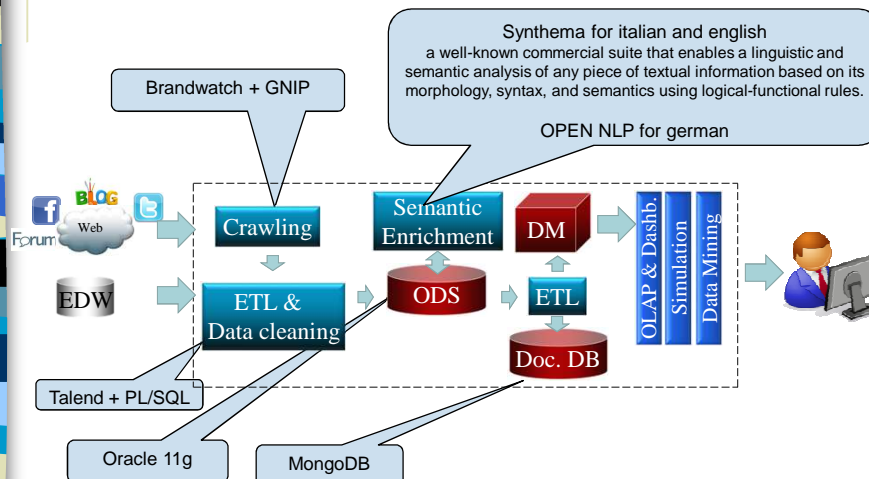 Synthema for italian and english
a well-known commercial suite that enables a linguistic and
semantic analysis of any piece of textual information based on its
morphology, syntax, and semantics using logical-functional rules.
OPEN NLP for german
Brandwatch + GNIP
BLOG
f
t
Forum
Web
Crawling
Semantic
Enrichment
DM
OLAP & Dashb.
Simulation
Data Mining
EDW
ETL &
Data cleaning
ODS
ETL
Doc. DB
Talend + PL/SQL
Oracle 11g
MongoDB